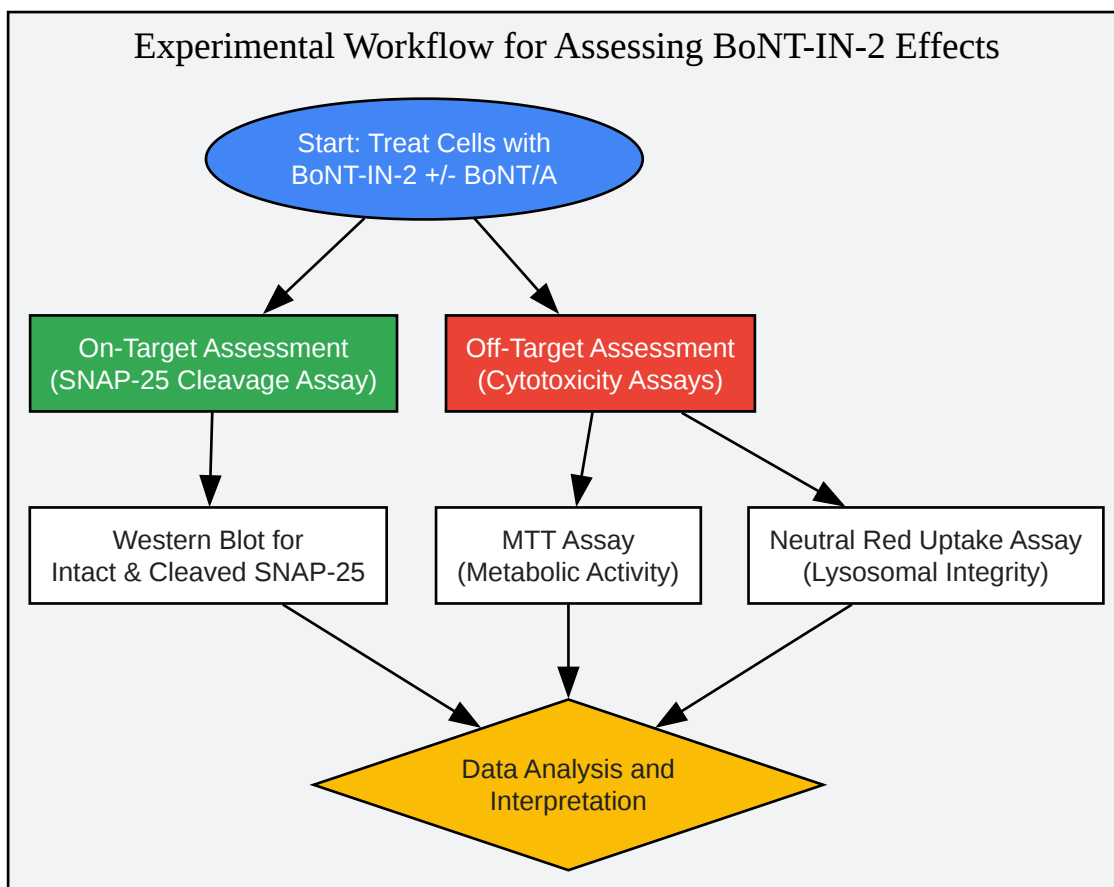 Experimental Workflow for Assessing BoNT-IN-2 Effects
Start: Treat Cells with
BoNT-IN-2 +/- BoNT/A
On-Target Assessment
(SNAP-25 Cleavage Assay)
Off-Target Assessment
(Cytotoxicity Assays)
Western Blot for
Intact & Cleaved SNAP-25
MTT Assay
(Metabolic Activity)
Neutral Red Uptake Assay
(Lysosomal Integrity)
Data Analysis and
Interpretation